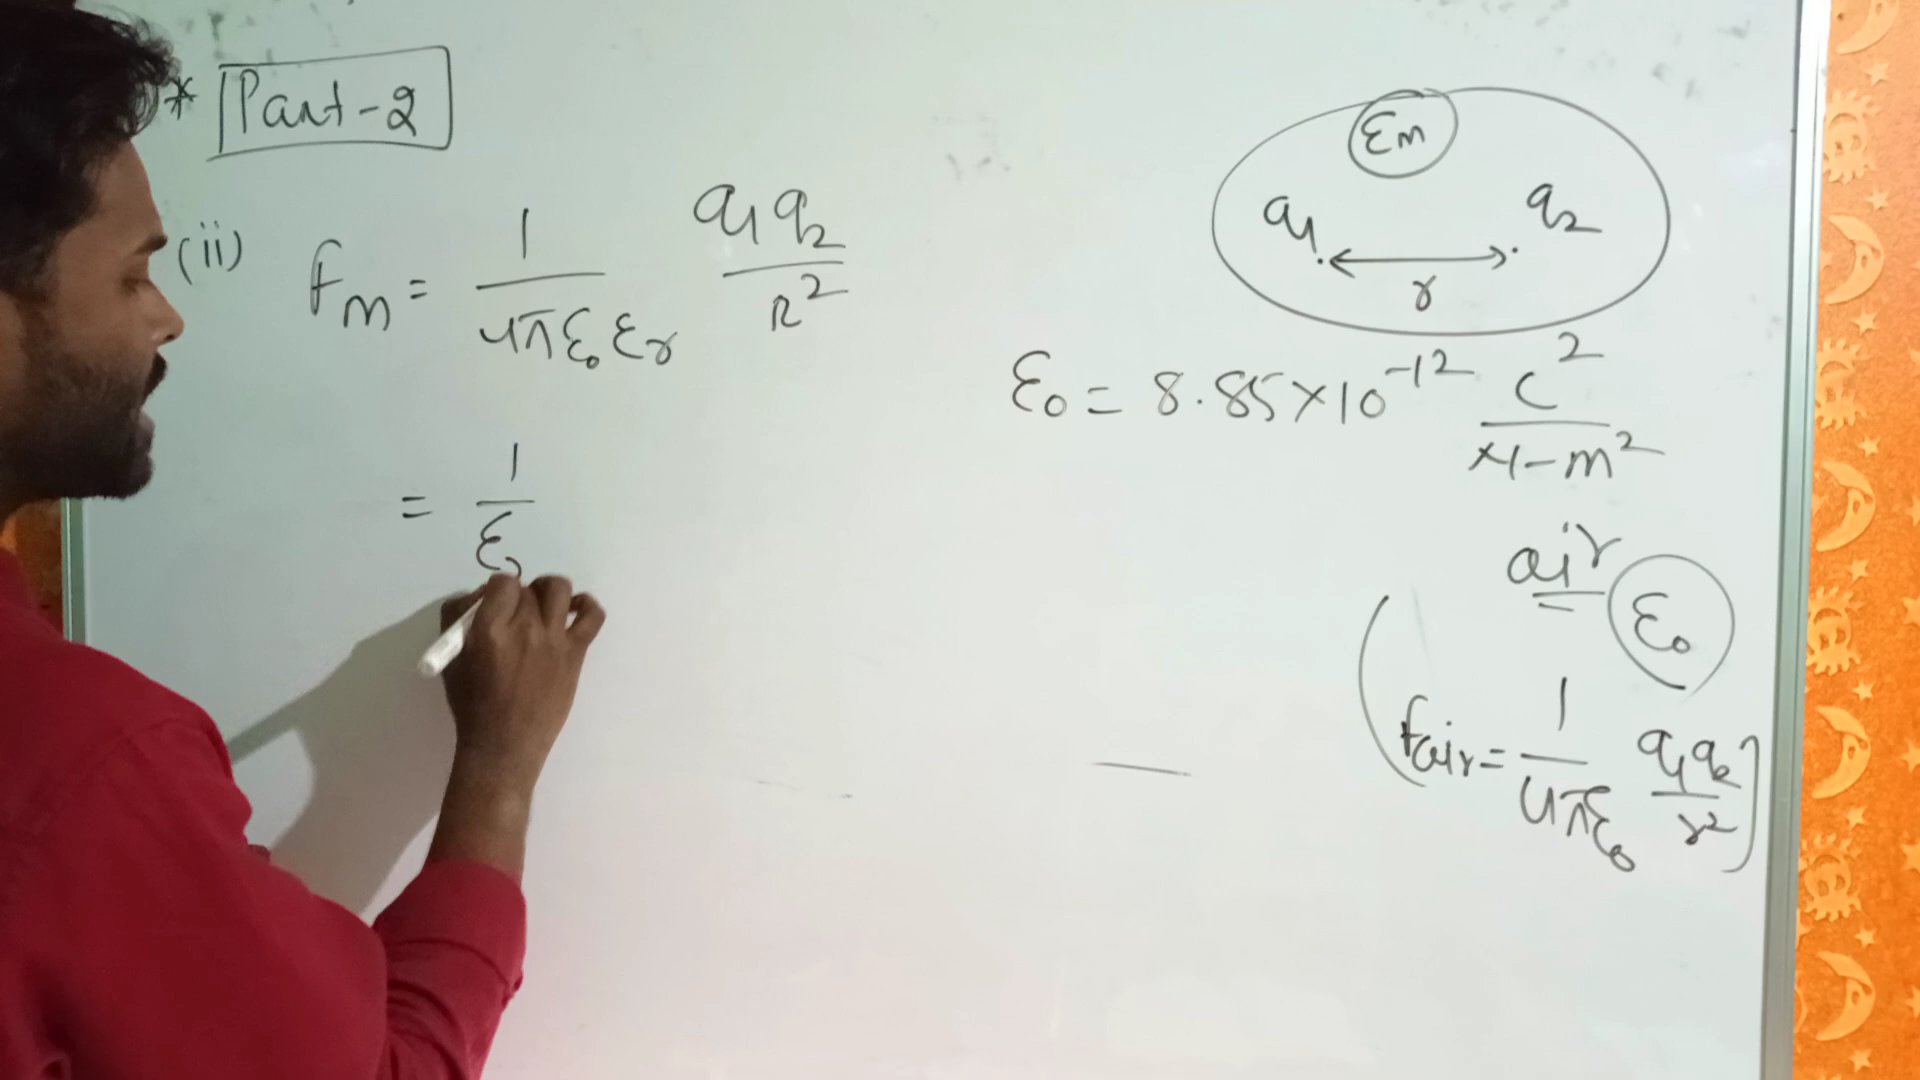 * Part-2
(ii) Fm = 1/4πε₀εr q1q2/r²
= 1/ε
εm
q1 q2
r
ε₀ = 8.85×10⁻¹² C²/N-m²
air ε₀
(Fair = 1/4πε₀ q1q2/r²]